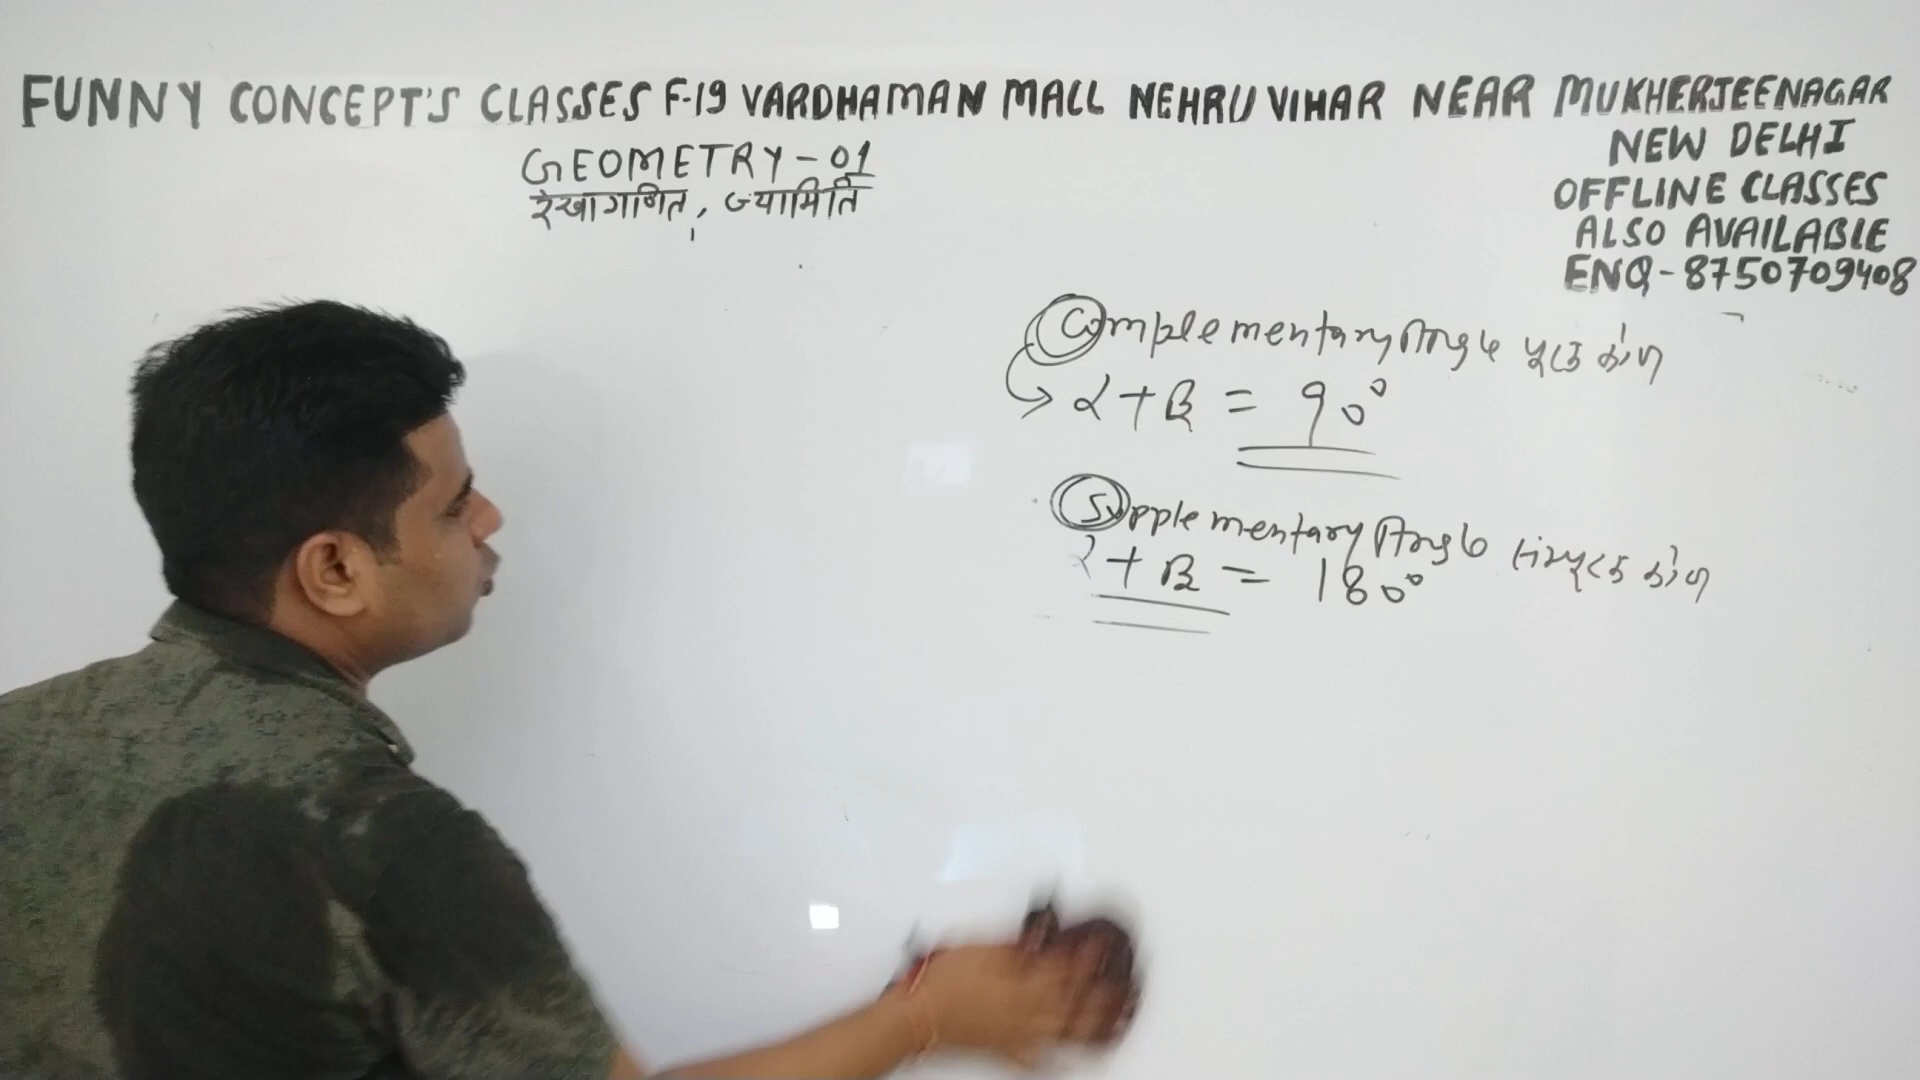 FUNNY CONCEPT'S CLASSES F-19 VARDHAMAN MALL NEHRU VIHAR NEAR MUKHERJEENAGAR
NEW DELHI
OFFLINE CLASSES
ALSO AVAILABLE
ENQ-8750709408
GEOMETRY-01
रेखागणित, ज्यामिति
Complementary Angle पूरक कोण
α+β = 90°
Supplementary Angle संपूरक कोण
α+β = 180°